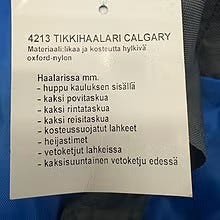 4213 TIKKIHAALARI CALGARY
Materiaali:likaa ja kosteutta hylkivä
oxford-nylon
Haalarissa mm.
- huppu kauluksen sisällä
- kaksi povitaskua
- kaksi rintataskua
- kaksi reisitaskua
- kosteussuojatut lahkeet
- heijastimet
- vetoketjut lahkeissa
- kaksisuuntainen vetoketju edessä